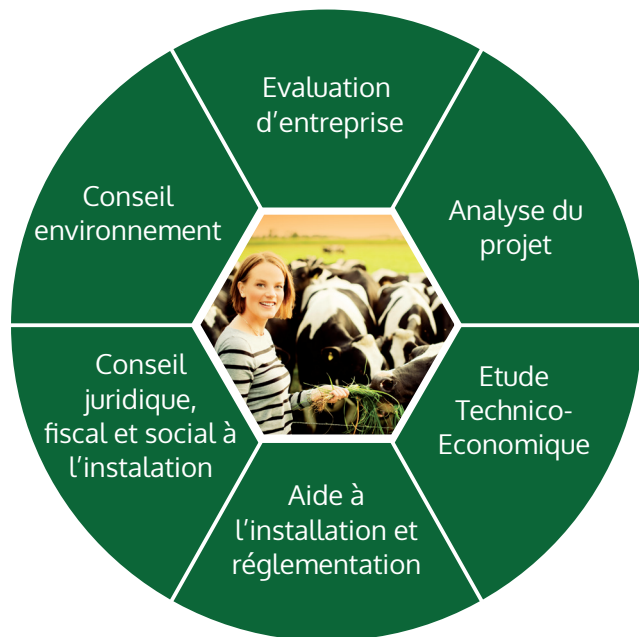 Evaluation
d’entreprise
Analyse du
projet
Etude
Technico-
Economique
Aide à
l’installation et
réglementation
Conseil
juridique,
fiscal et social à
l’instalation
Conseil
environnement